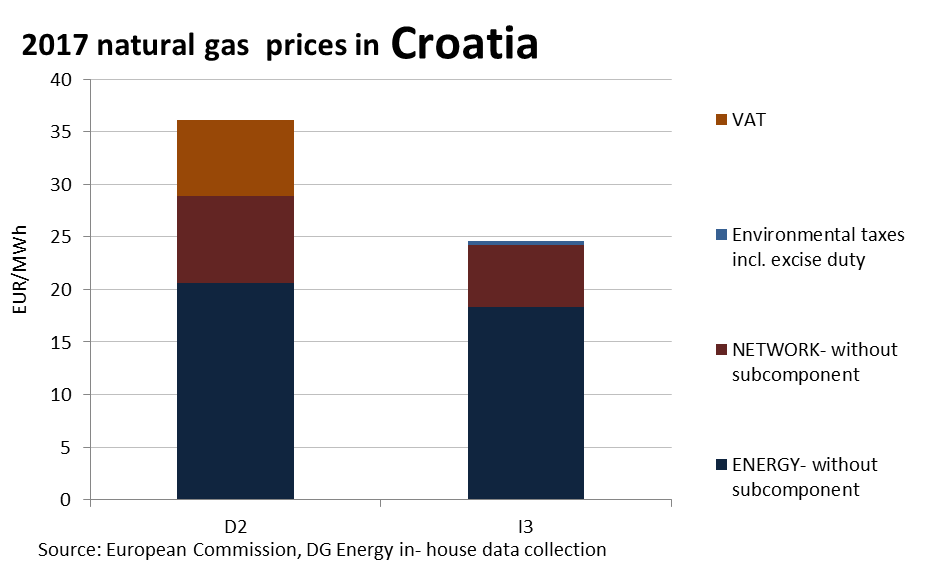 2017 natural gas  prices in Croatia
40
35
30
25
20
15
10
5
0
EUR/MWh
D2
I3
VAT
Environmental taxes
incl. excise duty
NETWORK- without
subcomponent
ENERGY- without
subcomponent
Source: European Commission, DG Energy in- house data collection